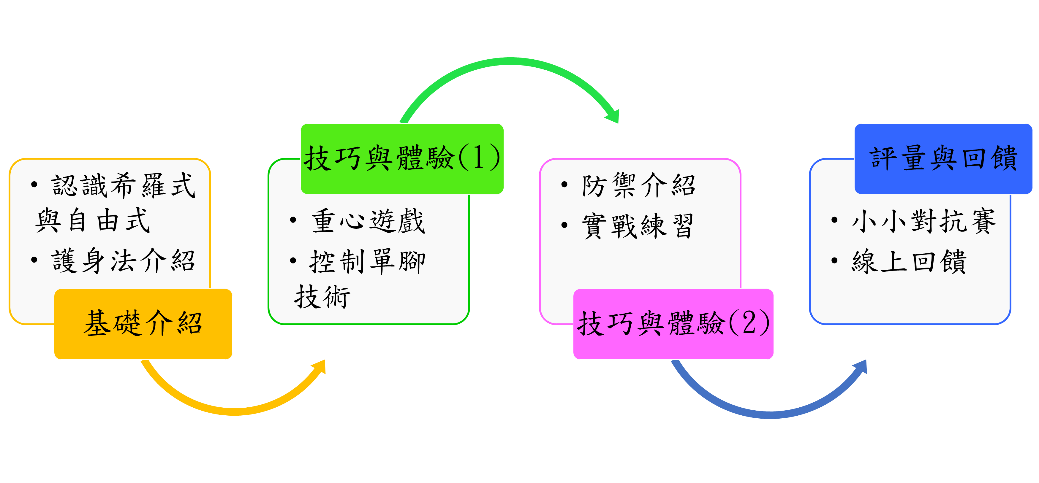 ・認識希羅式
與自由式
・護身法介紹
基礎介紹
技巧與體驗(1)
・重心遊戲
・控制單腳
技術
・防禦介紹
・實戰練習
技巧與體驗(2)
評量與回饋
・小小對抗賽
・線上回饋